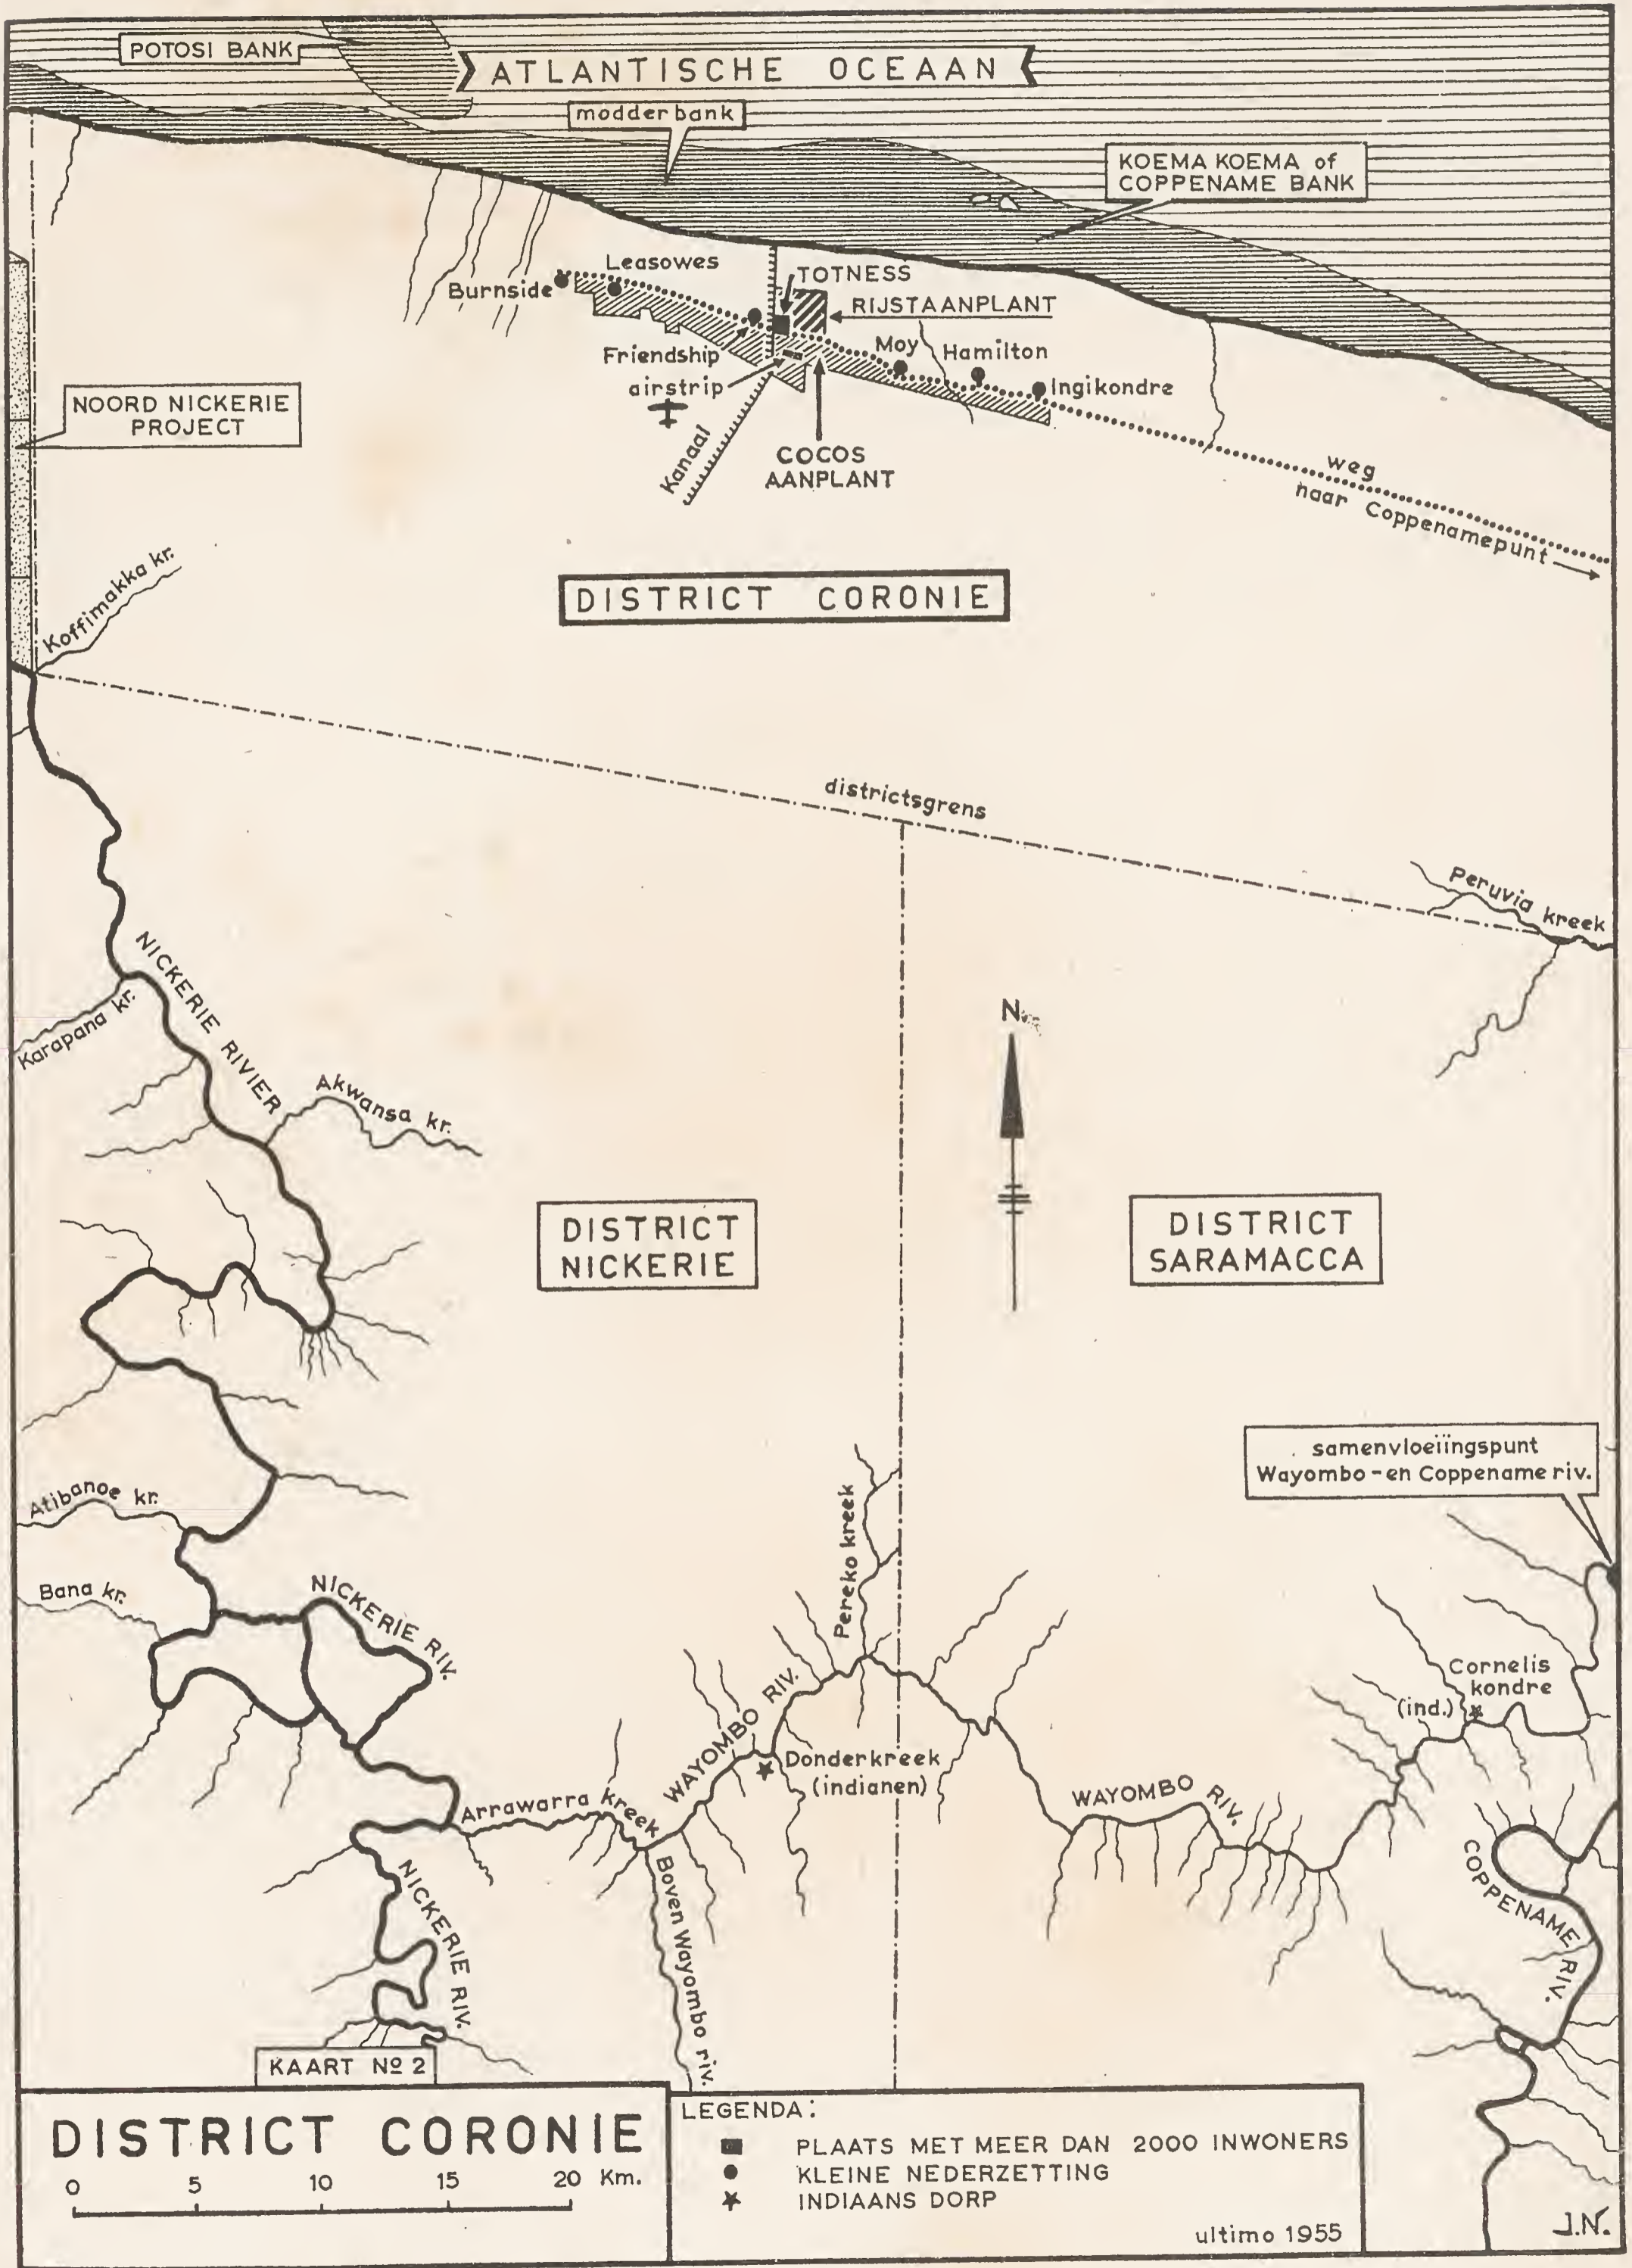 POTOSI BANK
ATLANTISCHE OCEAAN
modderbank
KOEMA KOEMA of
COPPENAME BANK
Leasowes
Burnside
TOTNESS
RIJSTAANPLANT
Friendship
airstrip
Moy
Hamilton
Ingikondre
Kanaal
COCOS
AANPLANT
NOORD NICKERIE
PROJECT
weg
naar Coppenamepunt
Koffimakka kr.
DISTRICT CORONIE
districtsgrens
Peruvia kreek
NICKERIE RIVIER
Karapana kr.
Akwansa kr.
N
DISTRICT
NICKERIE
DISTRICT
SARAMACCA
samenvloeiingspunt
Wayombo-en Coppename riv.
Atibanoe kr.
Bana kr.
NICKERIE RIV.
Pereko kreek
WAYOMBO RIV.
Donderkreek
(indianen)
Cornelis
kondre
(ind.)
WAYOMBO RIV.
Arrawarra kreek
Boven Wayombo riv.
NICKERIE RIV.
COPPENAME RIV.
KAART Nº 2
DISTRICT CORONIE
0 5 10 15 20 Km.
LEGENDA:
PLAATS MET MEER DAN 2000 INWONERS
KLEINE NEDERZETTING
INDIAANS DORP
ultimo 1955
J.N.